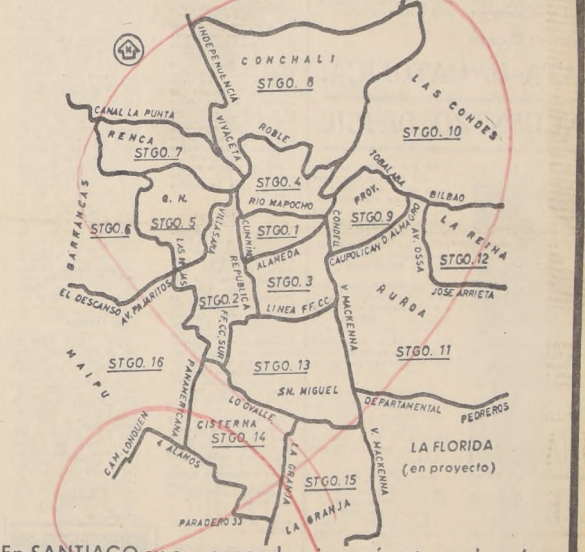 INDEPENDENCIA
CONCHALI
STGO. 8
LAS CONDES
STGO. 10
CANAL LA PUNTA
RENCA
STGO. 7
VIVACETA
ROBLE
STGO. 4
RIO MAPOCHO
TOBALABA
PROV.
STGO. 9
BILBAO
BARRANCAS
STGO. 6
Q. N.
STGO. 5
VILLASANA
CUMMING
STGO. 1
ALAMEDA
CONDELL
CAUPOLICAN D. ALMAGRO
AV. OSSA
LA REINA
STGO. 12
JOSE ARRIETA
EL DESCANSO
AV. PAJARITOS
STGO. 2
REPUBLICA
STGO. 3
LINEA FF.CC.
FF.CC. SUR
V. MACKENNA
ÑUÑOA
STGO. 11
MAIPU
STGO. 16
PANAMERICANA
STGO. 13
SN. MIGUEL
LO OVALLE
DEPARTAMENTAL
PEDREROS
CISTERNA
STGO. 14
CAM. LONQUEN
4 ALAMOS
LA GRANJA
STGO. 15
V. MACKENNA
LA FLORIDA
(en proyecto)
PARADERO 33
LA GRANJA
En SANTIAGO